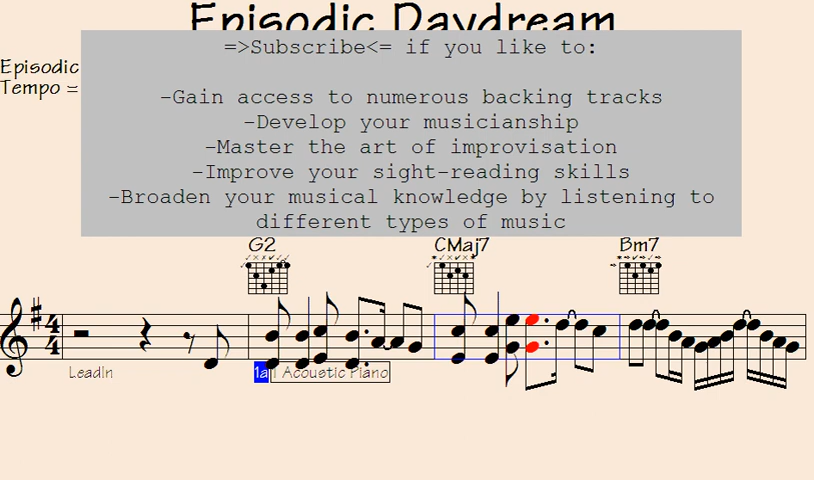 Episodic Daydream
=>Subscribe<= if you like to:
Episodic
Tempo =
-Gain access to numerous backing tracks
-Develop your musicianship
-Master the art of improvisation
-Improve your sight-reading skills
-Broaden your musical knowledge by listening to
different types of music
G2 CMaj7 Bm7
4
4
LeadIn 1a Acoustic Piano